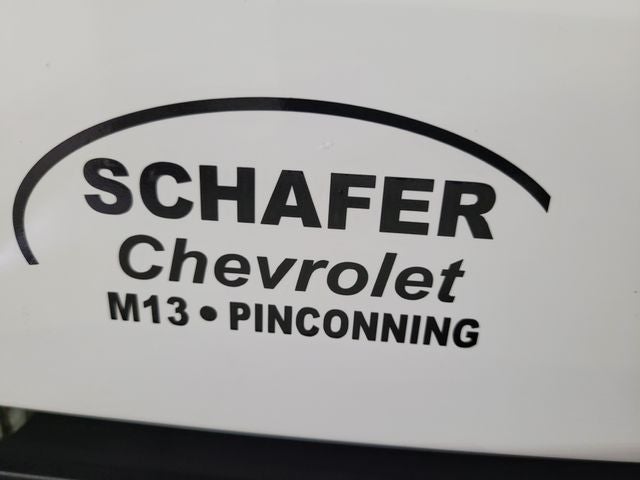 SCHAFER
Chevrolet
M13 • PINCONNING